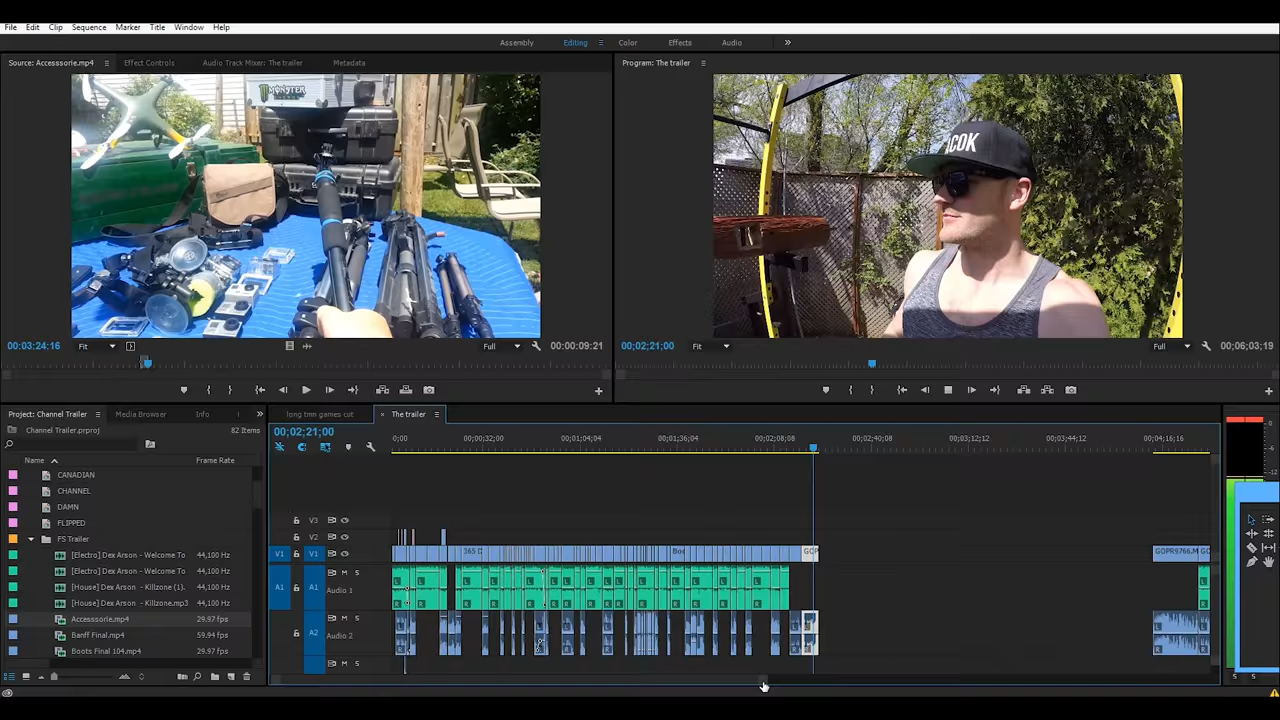 File Edit Clip Sequence Marker Title Window Help
Assembly Editing Color Effects Audio
Source: Accesssorie.mp4 Effect Controls Audio Track Mixer: The trailer Metadata
Program: The trailer
MONSTER
00;03;24;16 Fit Full 00;00;09;21
00;02;21;00 Fit Full 00;06;03;19
Project: Channel Trailer Media Browser Info
Channel Trailer.prproj 82 Items
Name Frame Rate
CANADIAN
CHANNEL
DAMN
FLIPPED
FS Trailer
[Electro] Dex Arson - Welcome To 44,100 Hz
[Electro] Dex Arson - Welcome To 44,100 Hz
[House] Dex Arson - Killzone (1). 44,100 Hz
[House] Dex Arson - Killzone.mp3 44,100 Hz
Accesssorie.mp4 29.97 fps
Banff Final.mp4 59.94 fps
Boots Final 104.mp4 29.97 fps
long tmn games cut The trailer
00;02;21;00
0;00 00;00;32;00 00;01;04;04 00;01;36;04 00;02;08;08 00;02;40;08 00;03;12;12 00;03;44;12 00;04;16;16
V3
V2
V1 V1 365 D Boo GOP GOPR9766.M GO
A1 A1 M S Audio 1
A2 M S Audio 2
M S
S S